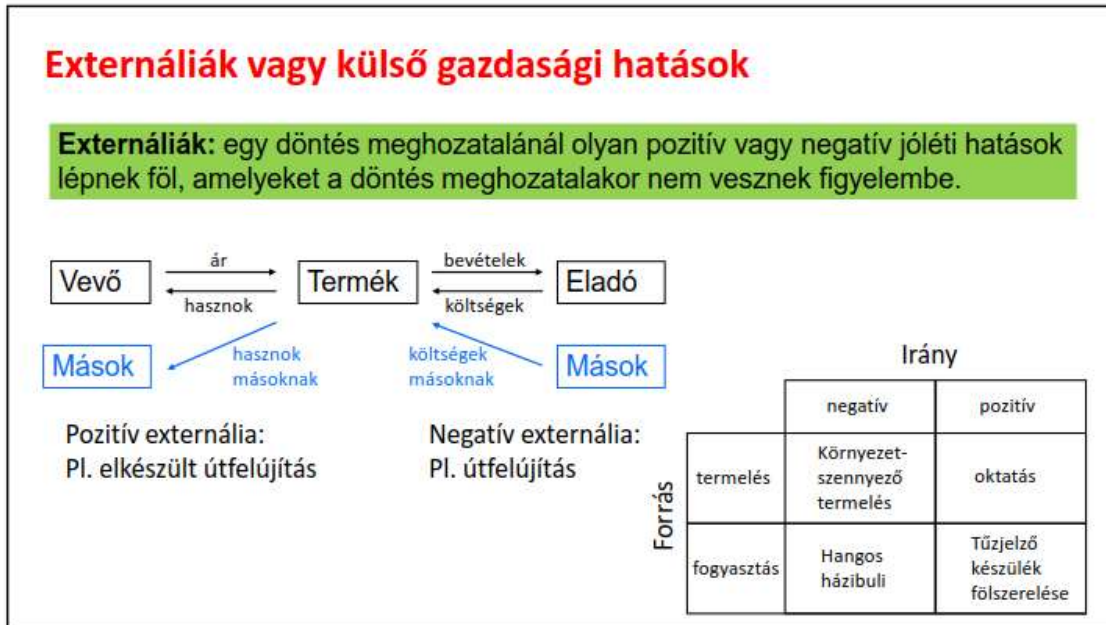 Externáliák vagy külső gazdasági hatások
Externáliák: egy döntés meghozatalánál olyan pozitív vagy negatív jóléti hatások
lépnek föl, amelyeket a döntés meghozatalakor nem vesznek figyelembe.
Vevő
ár
hasznok
Termék
bevételek
költségek
Eladó
Mások
hasznok
másoknak
költségek
másoknak
Mások
Pozitív externália:
Pl. elkészült útfelújítás
Negatív externália:
Pl. útfelújítás
Irány
negatív
pozitív
Forrás
termelés
Környezet-
szennyező
termelés
oktatás
fogyasztás
Hangos
házibuli
Tűzjelző
készülék
fölszerelése